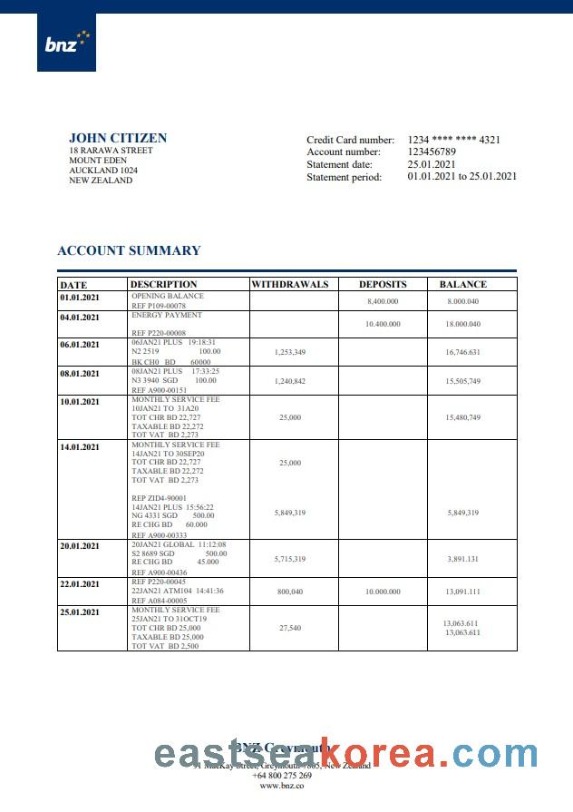 bnz
JOHN CITIZEN
18 RARAWA STREET
MOUNT EDEN
AUCKLAND 1024
NEW ZEALAND
Credit Card number: 1234 **** **** 4321
Account number: 123456789
Statement date: 25.01.2021
Statement period: 01.01.2021 to 25.01.2021
ACCOUNT SUMMARY
DATE DESCRIPTION WITHDRAWALS DEPOSITS BALANCE
01.01.2021 OPENING BALANCE
REF P109-00078 8,400.000 8.000.040
04.01.2021 ENERGY PAYMENT
10.400.000 18.000.040
REF P220-00008
06.01.2021 06JAN21 PLUS 19:18:31
N2 2519 100.00 1,253,349 16,746.631
BK CH0 BD 60000
08.01.2021 08JAN21 PLUS 17:33:25
N3 3940 SGD 100.00 1,240,842 15,505,749
REF A900-00151
10.01.2021 MONTHLY SERVICE FEE
10JAN21 TO 31A20
TOT CHR BD 22,727 25,000 15,480,749
TAXABLE BD 22,272
TOT VAT BD 2,273
14.01.2021 MONTHLY SERVICE FEE
14JAN21 TO 30SEP20
TOT CHR BD 22,727 25,000
TAXABLE BD 22,272
TOT VAT BD 2,273
REP ZID4-90001
14JAN21 PLUS 15:56:22
NG 4331 SGD 500.00 5,849,319 5,849,319
RE CHG BD 60.000
REF A900-00333
20.01.2021 20JAN21 GLOBAL 11:12:08
S2 8689 SGD 500.00
RE CHG BD 45.000 5,715,319 3,891.131
REF A900-00436
22.01.2021 REF P220-00045
22JAN21 ATM104 14:41:36 800,040 10.000.000 13,091.111
REF A084-00005
25.01.2021 MONTHLY SERVICE FEE
25JAN21 TO 31OCT19
TOT CHR BD 25,000 27,540 13,063.611
TAXABLE BD 25,000 13,063.611
TOT VAT BD 2,500
BNZ Greymouth
eastseakorea.com
91 MacKay Street, Greymouth 7805, New Zealand
+64 800 275 269
www.bnz.co